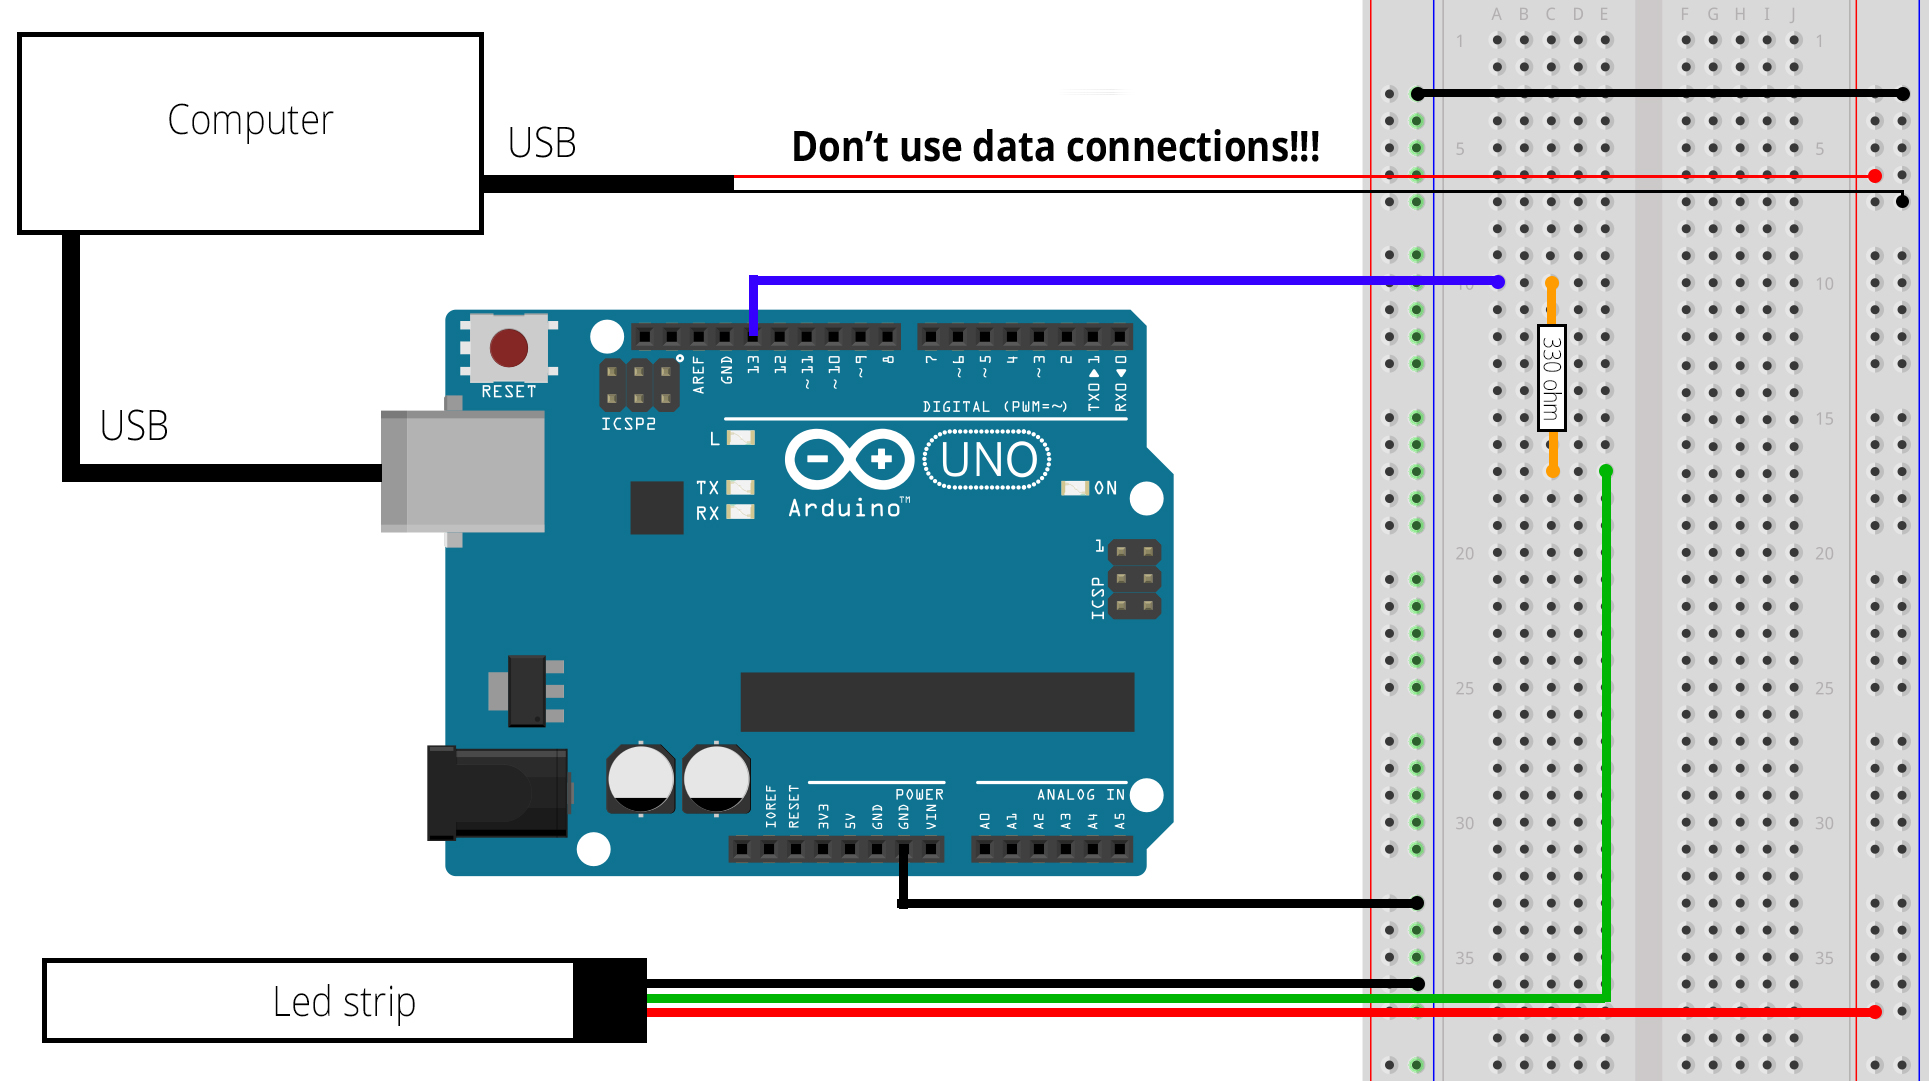 A B C D E F G H I J
1 1
Computer
USB
Don't use data connections!!!
5 5
10 10
330 ohm
RESET
ICSP2
AREF
GND
13
12
~11
~10
~9
8
7
~6
~5
4
~3
2
TX0▶1
RX0◀0
DIGITAL (PWM=~)
L
15 15
USB
UNO
TX
RX
ON
Arduino™
1
ICSP
20 20
25 25
POWER
ANALOG IN
IOREF
RESET
3V3
5V
GND
GND
VIN
A0
A1
A2
A3
A4
A5
30 30
35 35
Led strip